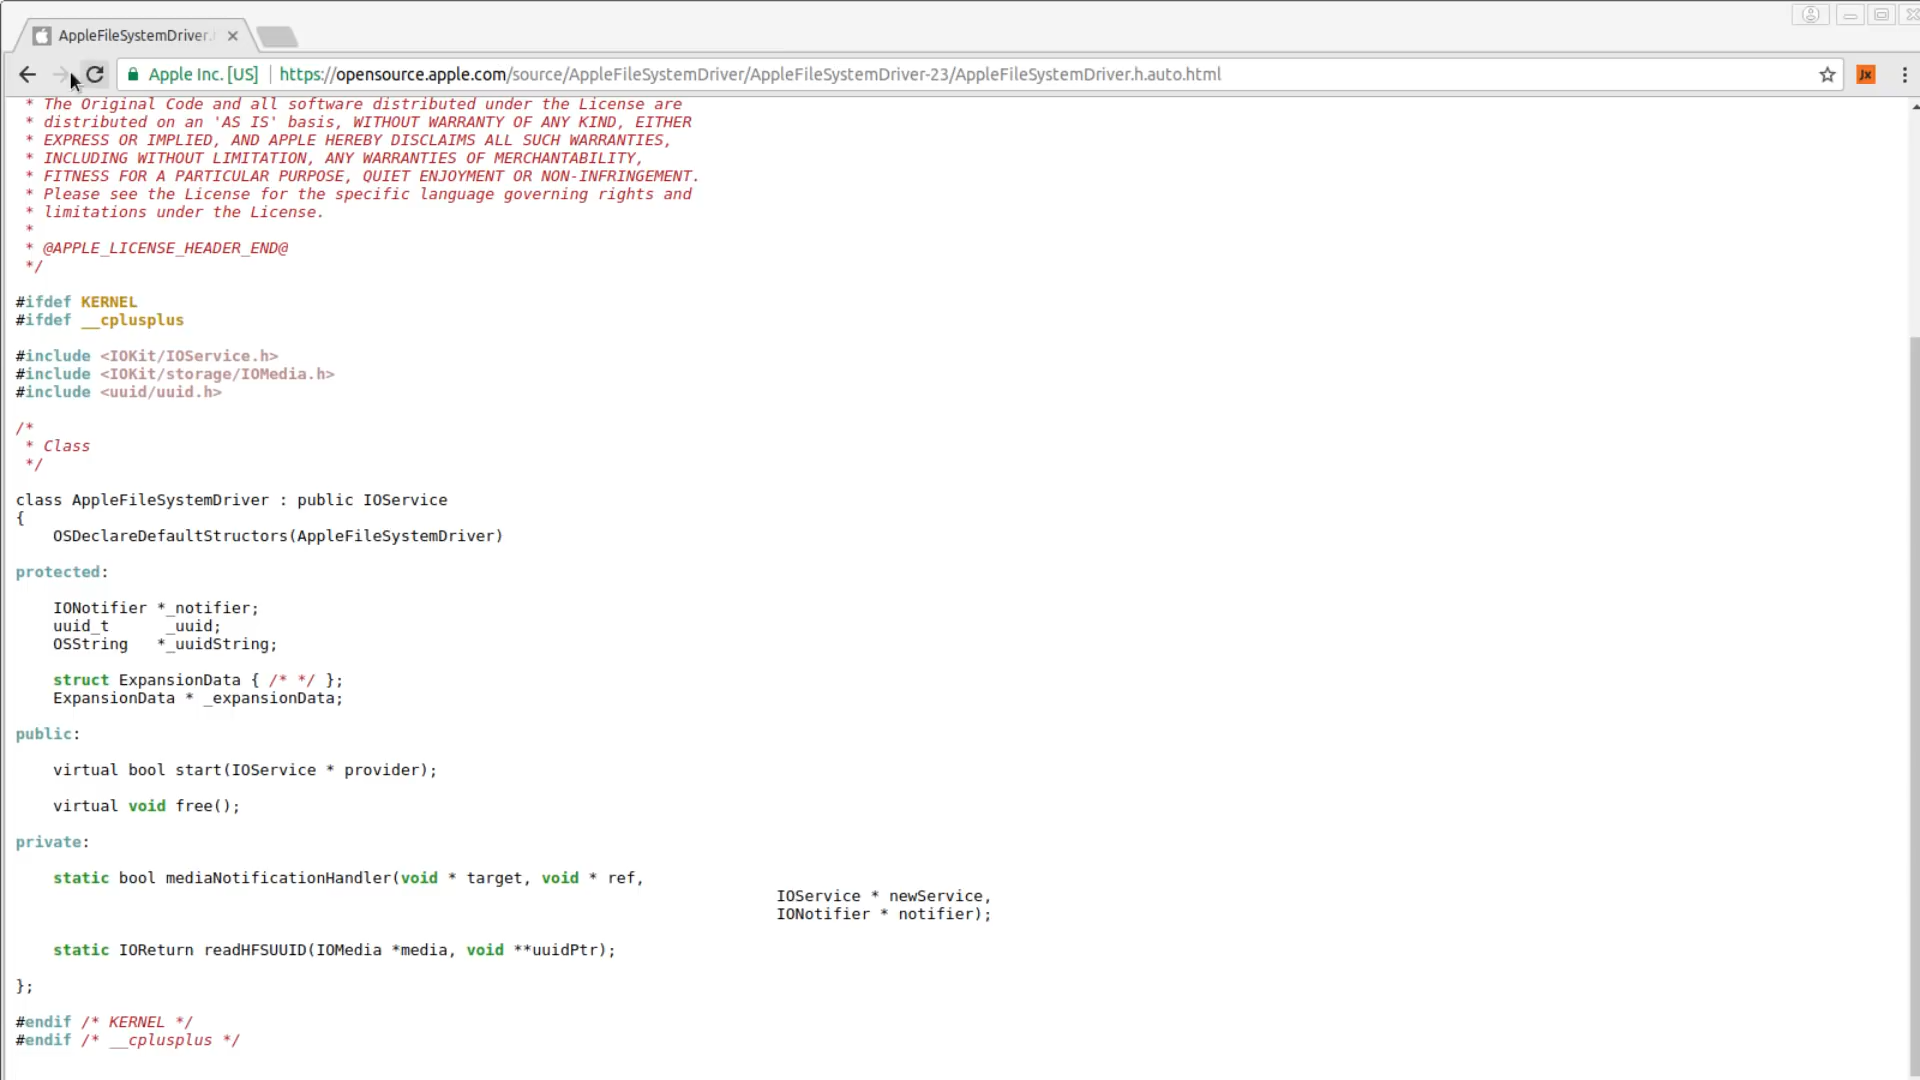 AppleFileSystemDriver.
Apple Inc. [US] https://opensource.apple.com/source/AppleFileSystemDriver/AppleFileSystemDriver-23/AppleFileSystemDriver.h.auto.html
Jx
* The Original Code and all software distributed under the License are
* distributed on an 'AS IS' basis, WITHOUT WARRANTY OF ANY KIND, EITHER
* EXPRESS OR IMPLIED, AND APPLE HEREBY DISCLAIMS ALL SUCH WARRANTIES,
* INCLUDING WITHOUT LIMITATION, ANY WARRANTIES OF MERCHANTABILITY,
* FITNESS FOR A PARTICULAR PURPOSE, QUIET ENJOYMENT OR NON-INFRINGEMENT.
* Please see the License for the specific language governing rights and
* limitations under the License.
*
* @APPLE_LICENSE_HEADER_END@
*/
#ifdef KERNEL
#ifdef __cplusplus
#include <IOKit/IOService.h>
#include <IOKit/storage/IOMedia.h>
#include <uuid/uuid.h>
/*
* Class
*/
class AppleFileSystemDriver : public IOService
{
OSDeclareDefaultStructors(AppleFileSystemDriver)
protected:
IONotifier *_notifier;
uuid_t _uuid;
OSString *_uuidString;
struct ExpansionData { /* */ };
ExpansionData * _expansionData;
public:
virtual bool start(IOService * provider);
virtual void free();
private:
static bool mediaNotificationHandler(void * target, void * ref,
IOService * newService,
IONotifier * notifier);
static IOReturn readHFSUUID(IOMedia *media, void **uuidPtr);
};
#endif /* KERNEL */
#endif /* __cplusplus */